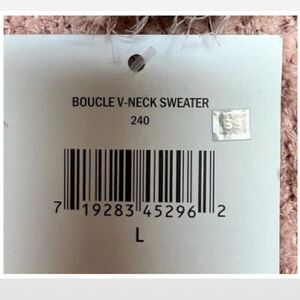 BOUCLE V-NECK SWEATER
240
7 19283 45296 2
L